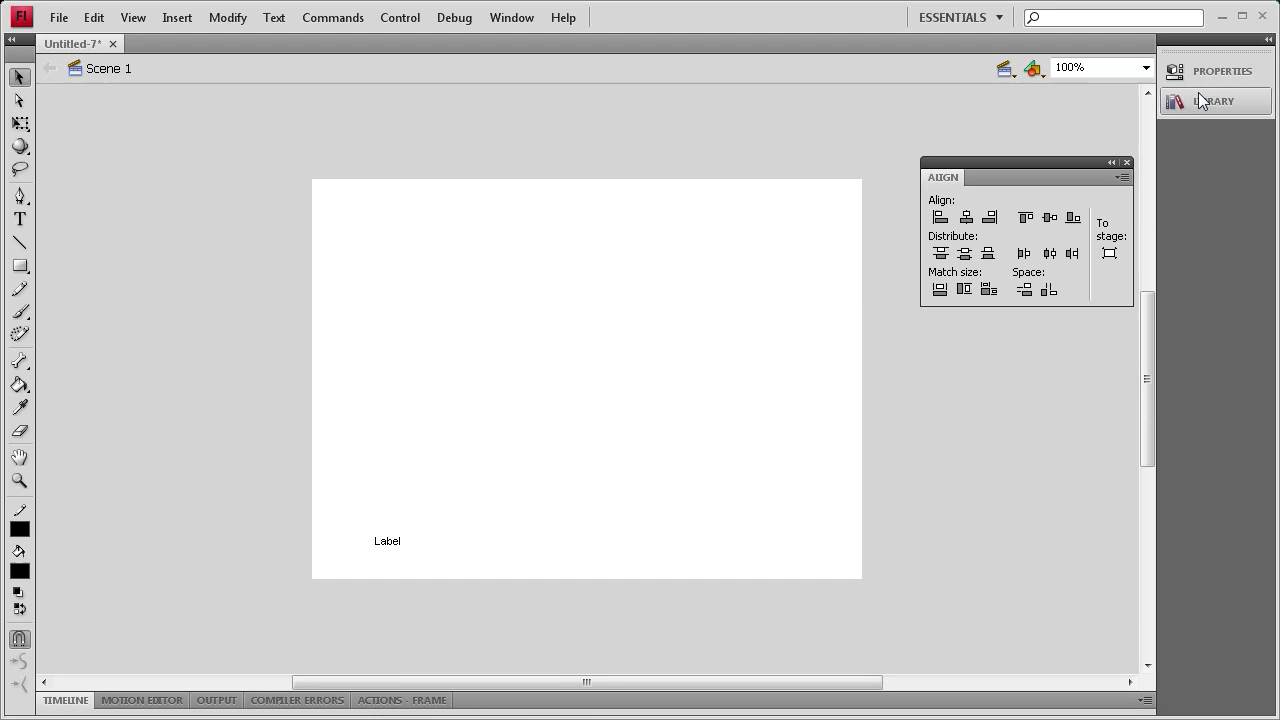 Fl File Edit View Insert Modify Text Commands Control Debug Window Help ESSENTIALS
Untitled-7*
Scene 1 100%
PROPERTIES
LIBRARY
ALIGN
Align:
To
stage:
Distribute:
Match size: Space:
Label
TIMELINE MOTION EDITOR OUTPUT COMPILER ERRORS ACTIONS - FRAME